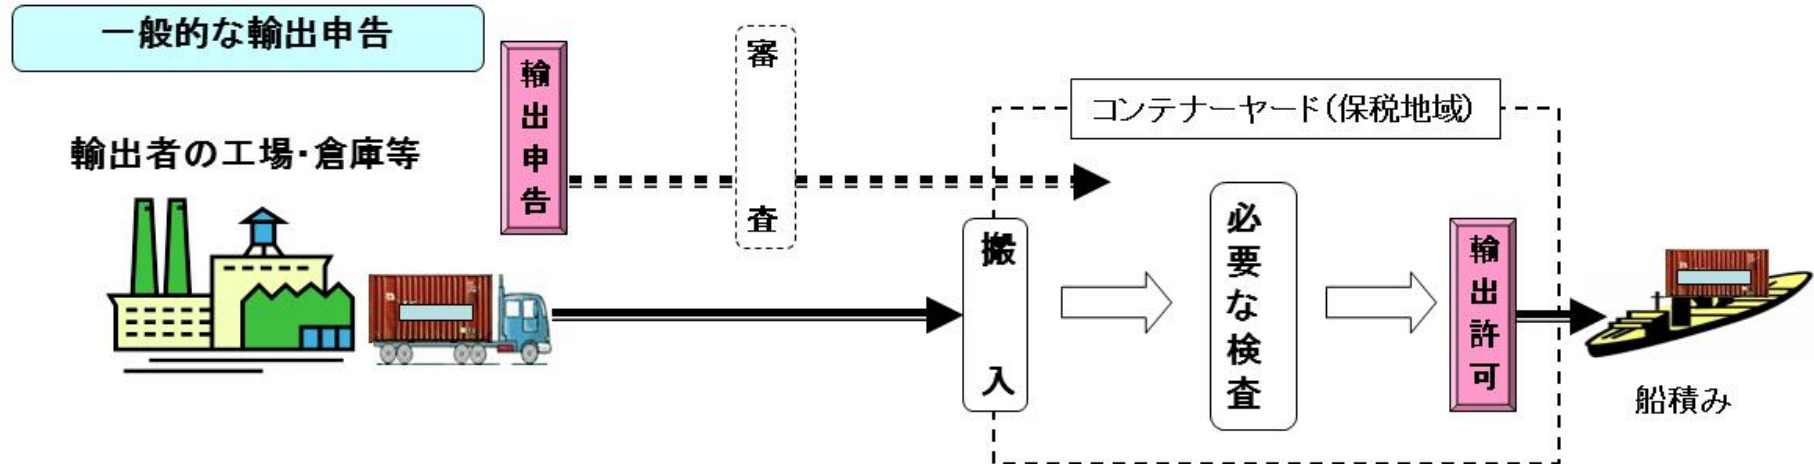 一般的な輸出申告
輸出者の工場・倉庫等
輸出申告
審査
コンテナーヤード(保税地域)
搬入
必要な検査
輸出許可
船積み